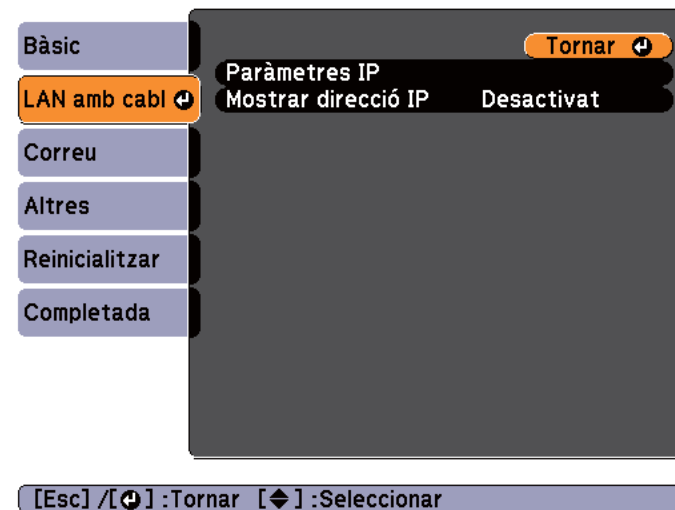 Bàsic
LAN amb cabl
Correu
Altres
Reinicialitzar
Completada
Tornar
Paràmetres IP
Mostrar direcció IP Desactivat
[Esc] /[⏎] :Tornar [◆] :Seleccionar